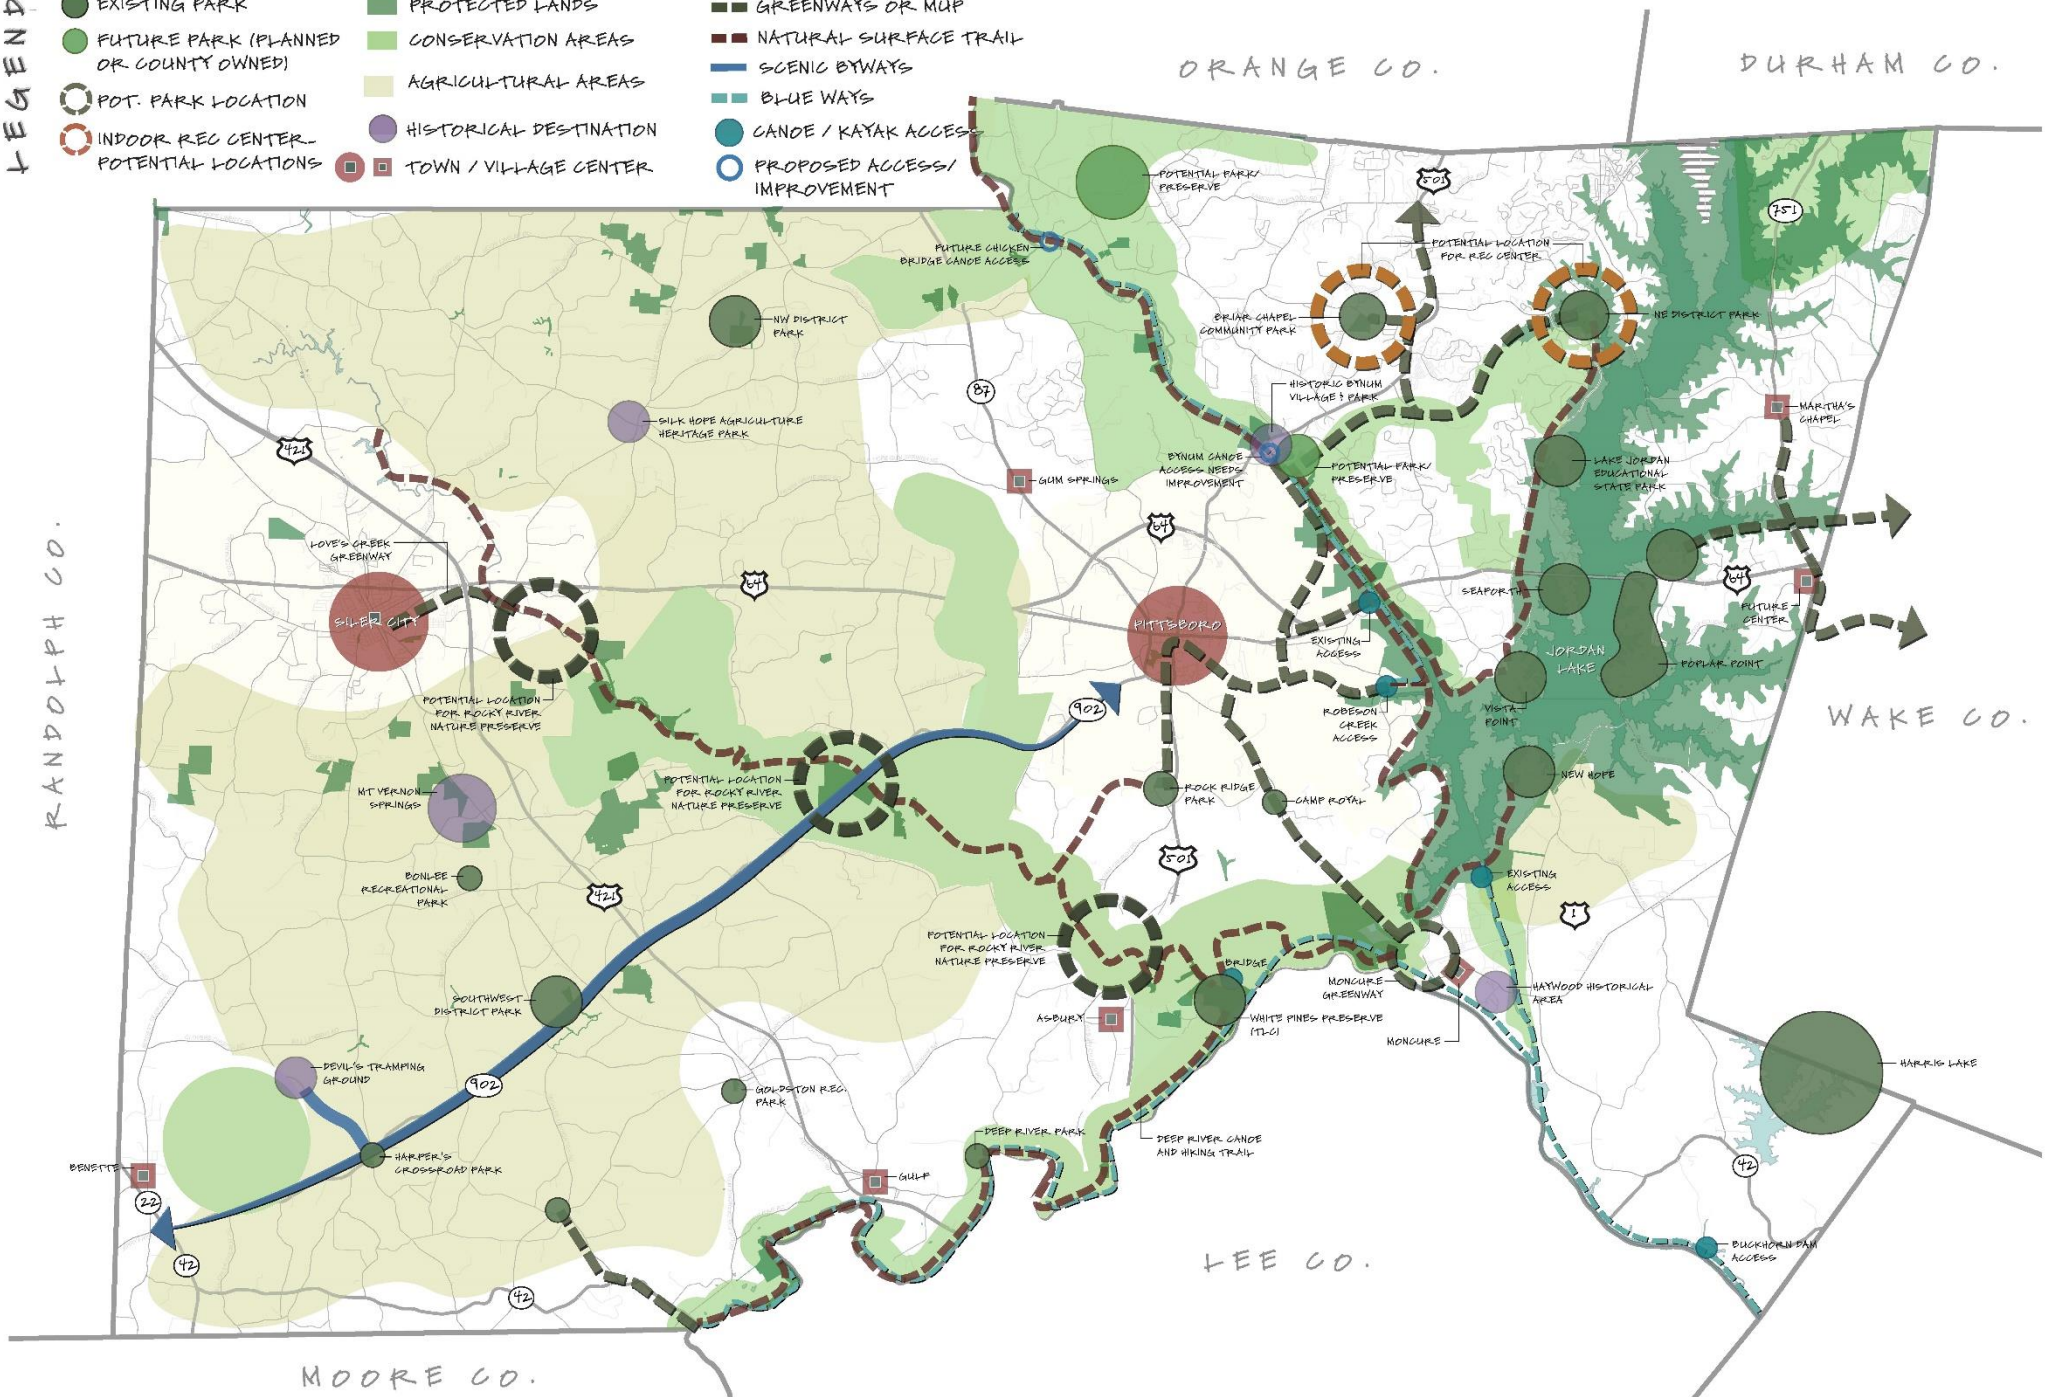 LEGEND
EXISTING PARK
FUTURE PARK (PLANNED
OR COUNTY OWNED)
POT. PARK LOCATION
INDOOR REC CENTER-
POTENTIAL LOCATIONS
PROTECTED LANDS
CONSERVATION AREAS
AGRICULTURAL AREAS
HISTORICAL DESTINATION
TOWN / VILLAGE CENTER
GREENWAYS OR MUP
NATURAL SURFACE TRAIL
SCENIC BYWAYS
BLUE WAYS
CANOE / KAYAK ACCESS
PROPOSED ACCESS/
IMPROVEMENT
ORANGE CO.
DURHAM CO.
POTENTIAL PARK/
PRESERVE
501
751
FUTURE CHICKEN
BRIDGE CANOE ACCESS
POTENTIAL LOCATION
FOR REC CENTER
NW DISTRICT
PARK
BRIAR CHAPEL
COMMUNITY PARK
NE DISTRICT PARK
87
HISTORIC BYNUM
VILLAGE & PARK
MARTHA'S
CHAPEL
SILK HOPE AGRICULTURE
HERITAGE PARK
421
BYNUM CANOE
ACCESS NEEDS
IMPROVEMENT
POTENTIAL PARK/
PRESERVE
LAKE JORDAN
EDUCATIONAL
STATE PARK
GUM SPRINGS
64
LOVE'S CREEK
GREENWAY
RANDOLPH CO.
64
64
SEAFORTH
FUTURE
CENTER
SILER CITY
PITTSBORO
EXISTING
ACCESS
JORDAN
LAKE
POPLAR POINT
POTENTIAL LOCATION
FOR ROCKY RIVER
NATURE PRESERVE
902
ROBESON
CREEK
ACCESS
VISTA
POINT
WAKE CO.
POTENTIAL LOCATION
FOR ROCKY RIVER
NATURE PRESERVE
NEW HOPE
MT VERNON
SPRINGS
ROCK RIDGE
PARK
CAMP ROYAL
501
BONLEE
RECREATIONAL
PARK
421
EXISTING
ACCESS
1
POTENTIAL LOCATION
FOR ROCKY RIVER
NATURE PRESERVE
BRIDGE
MONCURE
GREENWAY
HAYWOOD HISTORICAL
AREA
SOUTHWEST
DISTRICT PARK
ASBURY
WHITE PINES PRESERVE
(TLC)
MONCURE
HARRIS LAKE
DEVIL'S TRAMPING
GROUND
902
GOLDSTON REC.
PARK
DEEP RIVER PARK
DEEP RIVER CANOE
AND HIKING TRAIL
BENETTE
HARPER'S
CROSSROAD PARK
GULF
42
22
BUCKHORN DAM
ACCESS
42
42
LEE CO.
MOORE CO.